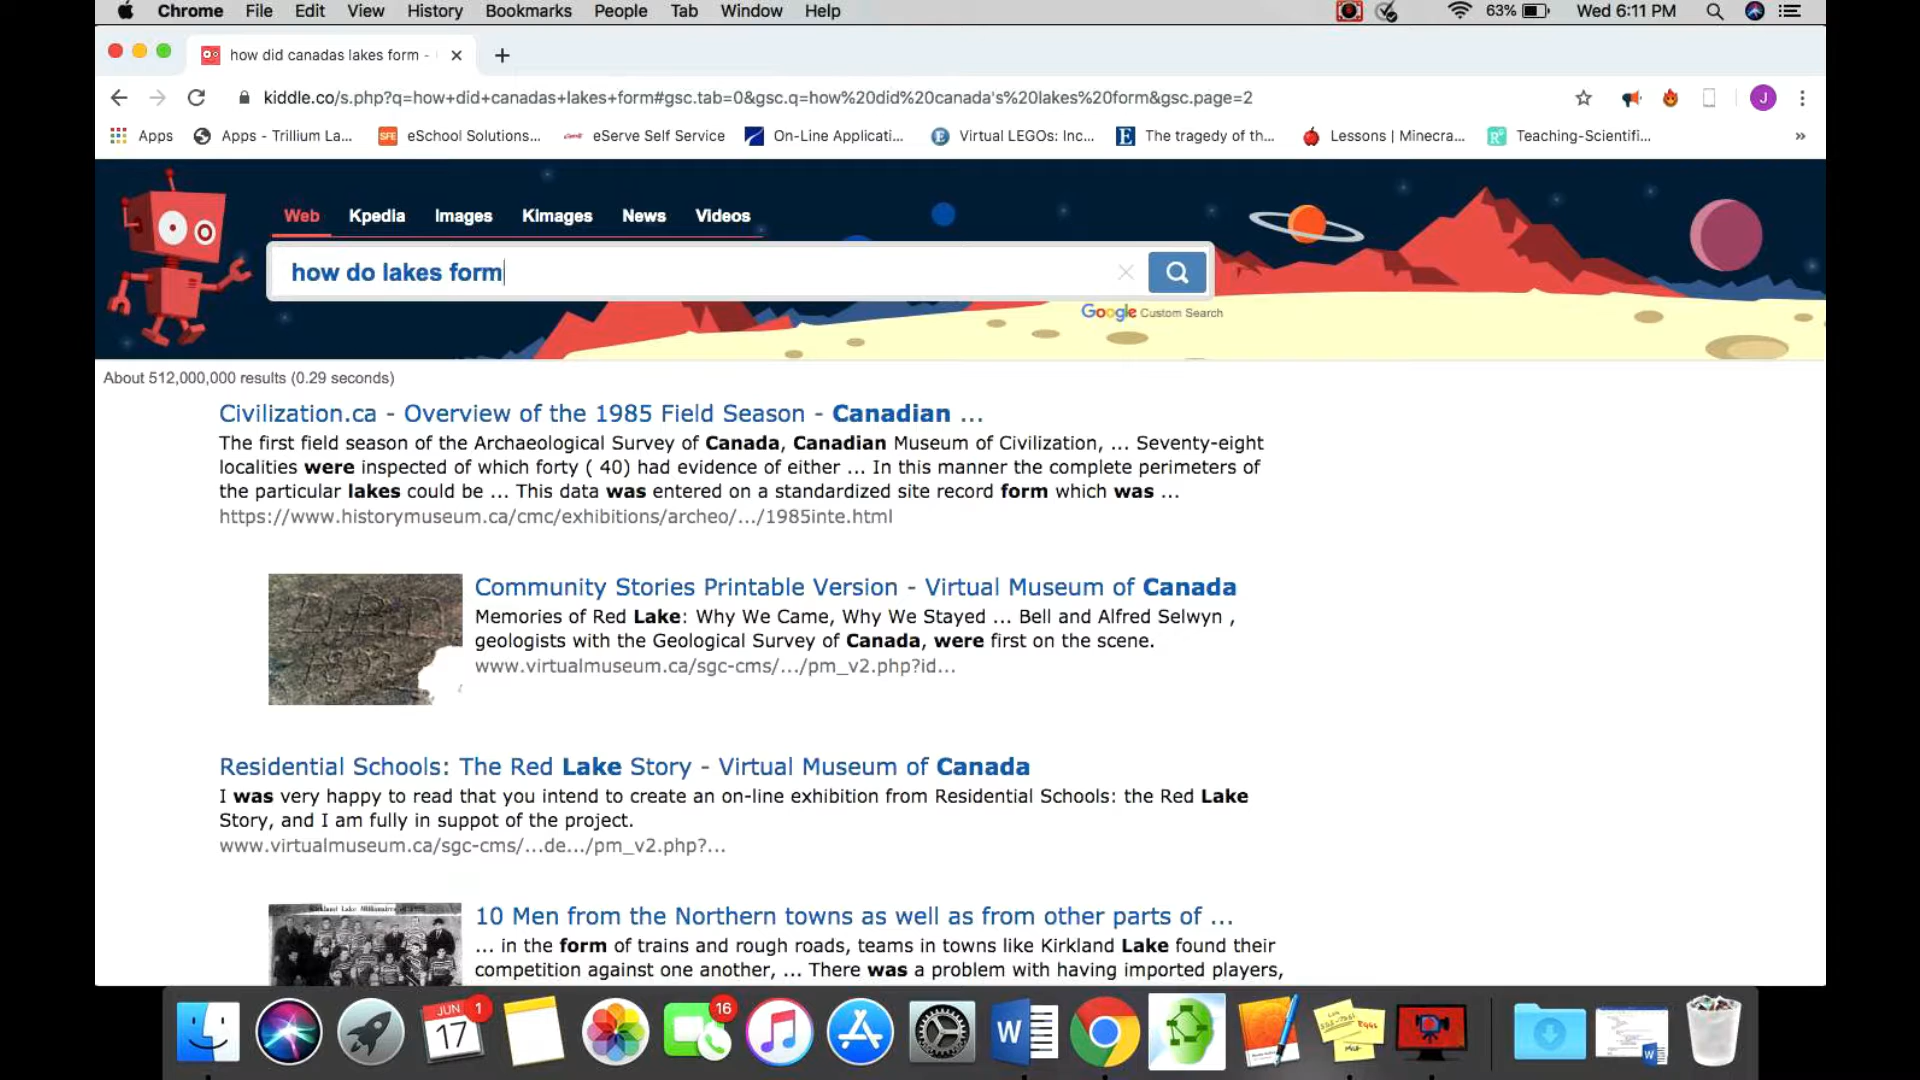 Chrome File Edit View History Bookmarks People Tab Window Help 63% Wed 6:11 PM
how did canadas lakes form -
kiddle.co/s.php?q=how+did+canadas+lakes+form#gsc.tab=0&gsc.q=how%20did%20canada's%20lakes%20form&gsc.page=2 J
Apps Apps - Trillium La... SFE eSchool Solutions... eServe Self Service On-Line Applicati... Virtual LEGOs: Inc... E The tragedy of th... Lessons | Minecra... Teaching-Scientifi... »
Web Kpedia Images KImages News Videos
how do lakes form
Google Custom Search
About 512,000,000 results (0.29 seconds)
Civilization.ca - Overview of the 1985 Field Season - Canadian ...
The first field season of the Archaeological Survey of Canada, Canadian Museum of Civilization, ... Seventy-eight
localities were inspected of which forty ( 40) had evidence of either ... In this manner the complete perimeters of
the particular lakes could be ... This data was entered on a standardized site record form which was ...
https://www.historymuseum.ca/cmc/exhibitions/archeo/.../1985inte.html
Community Stories Printable Version - Virtual Museum of Canada
Memories of Red Lake: Why We Came, Why We Stayed ... Bell and Alfred Selwyn ,
geologists with the Geological Survey of Canada, were first on the scene.
www.virtualmuseum.ca/sgc-cms/.../pm_v2.php?id...
Residential Schools: The Red Lake Story - Virtual Museum of Canada
I was very happy to read that you intend to create an on-line exhibition from Residential Schools: the Red Lake
Story, and I am fully in suppot of the project.
www.virtualmuseum.ca/sgc-cms/...de.../pm_v2.php?...
10 Men from the Northern towns as well as from other parts of ...
... in the form of trains and rough roads, teams in towns like Kirkland Lake found their
competition against one another, ... There was a problem with having imported players,
JUN 17 1 16 W